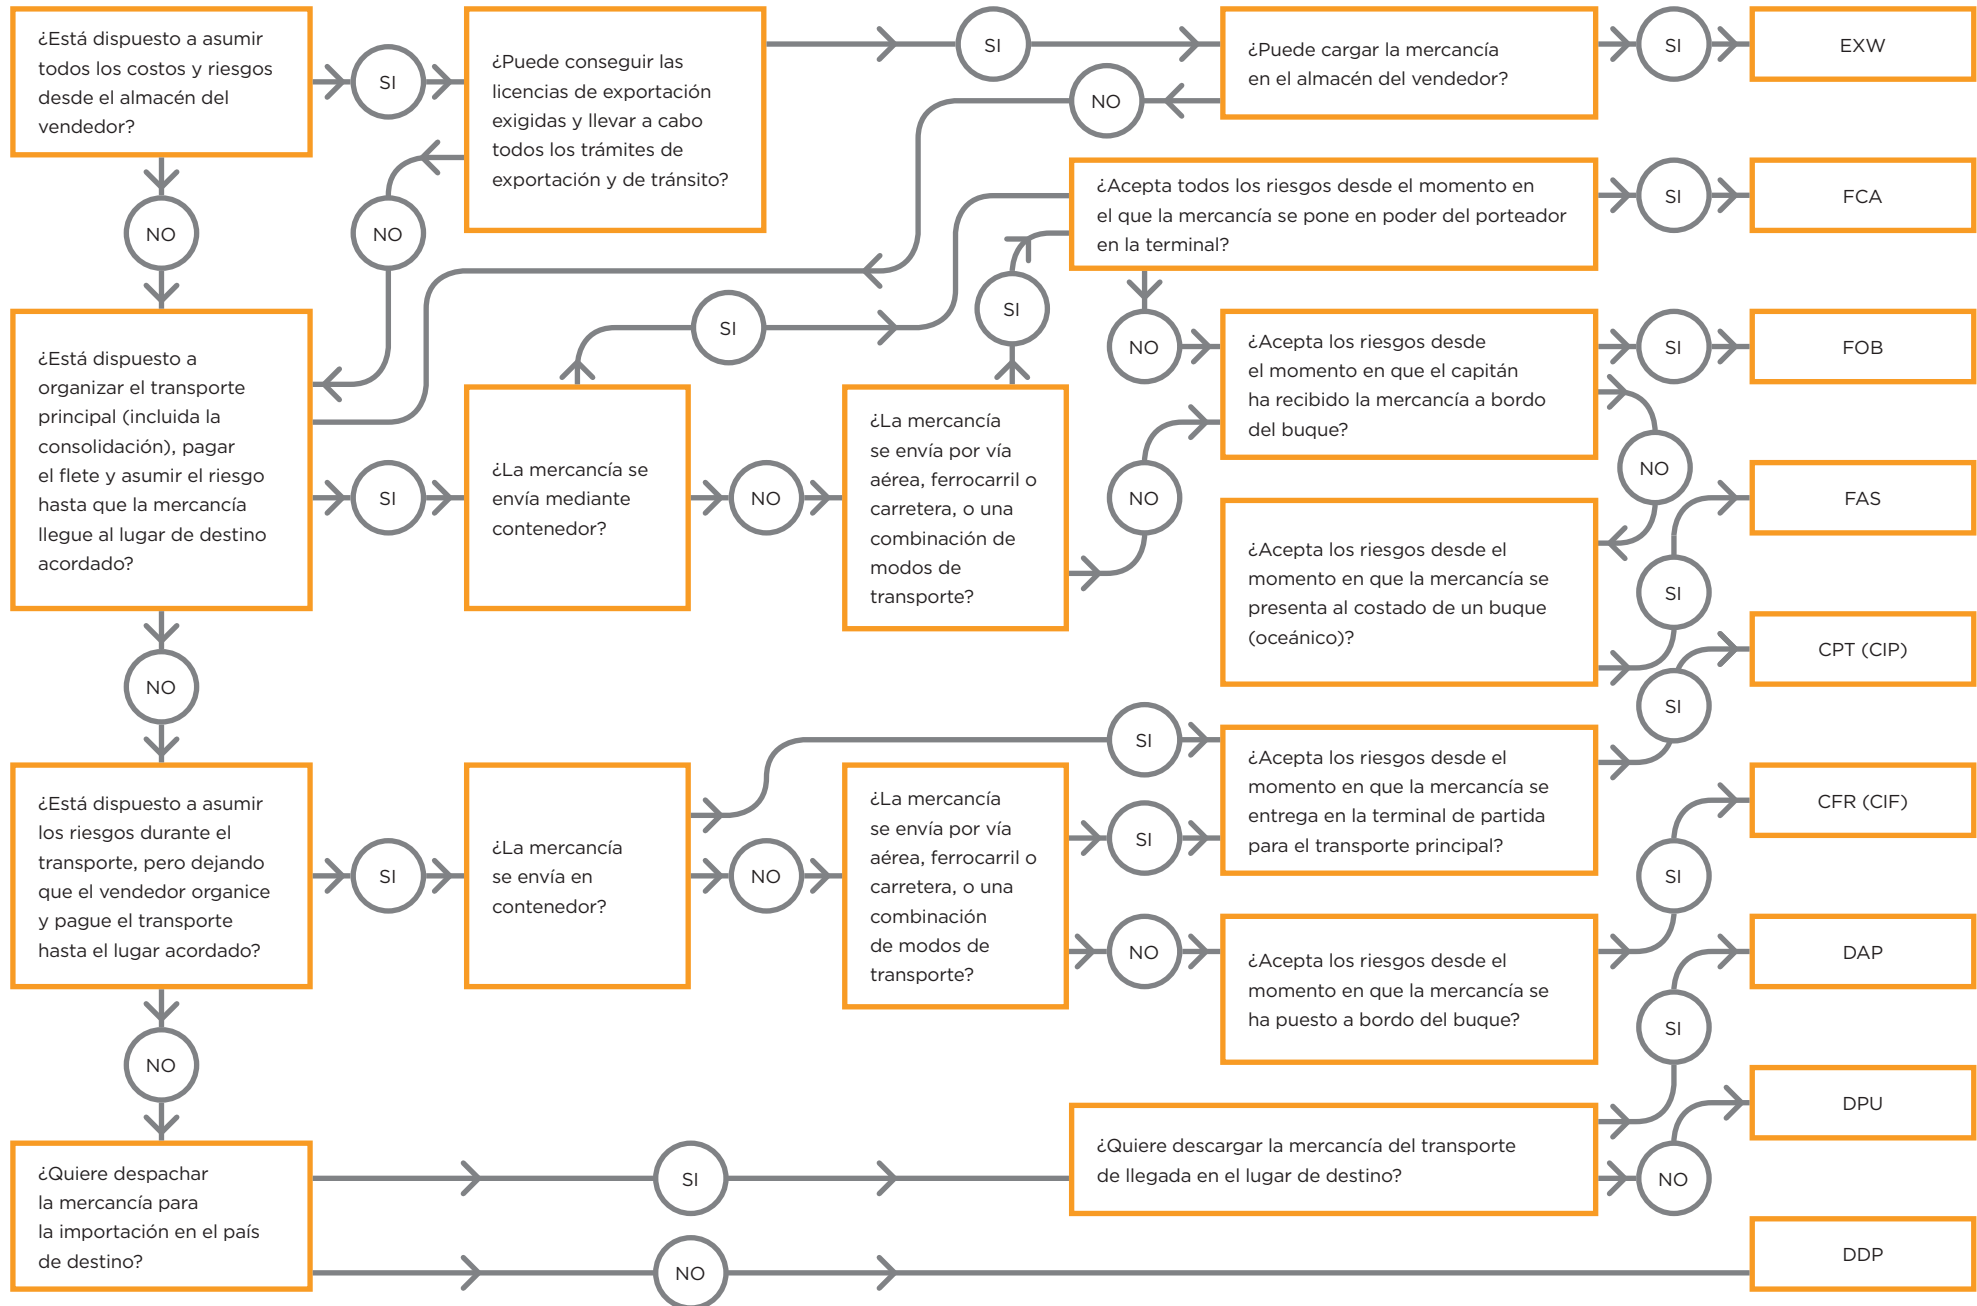 ¿Está dispuesto a asumir
todos los costos y riesgos
desde el almacén del
vendedor?
SI
¿Puede conseguir las
licencias de exportación
exigidas y llevar a cabo
todos los trámites de
exportación y de tránsito?
SI
¿Puede cargar la mercancía
en el almacén del vendedor?
SI
EXW
NO
NO
NO
¿Acepta todos los riesgos desde el momento en
el que la mercancía se pone en poder del porteador
en la terminal?
SI
FCA
¿Está dispuesto a
organizar el transporte
principal (incluida la
consolidación), pagar
el flete y asumir el riesgo
hasta que la mercancía
llegue al lugar de destino
acordado?
SI
¿La mercancía se
envía mediante
contenedor?
SI
NO
¿La mercancía
se envía por vía
aérea, ferrocarril o
carretera, o una
combinación de
modos de
transporte?
SI
NO
NO
¿Acepta los riesgos desde
el momento en que el capitán
ha recibido la mercancía a bordo
del buque?
SI
FOB
NO
¿Acepta los riesgos desde el
momento en que la mercancía se
presenta al costado de un buque
(oceánico)?
SI
FAS
NO
¿Está dispuesto a asumir
los riesgos durante el
transporte, pero dejando
que el vendedor organice
y pague el transporte
hasta el lugar acordado?
SI
¿La mercancía
se envía en
contenedor?
SI
NO
¿La mercancía
se envía por vía
aérea, ferrocarril o
carretera, o una
combinación
de modos de
transporte?
SI
NO
¿Acepta los riesgos desde el
momento en que la mercancía se
entrega en la terminal de partida
para el transporte principal?
SI
CPT (CIP)
¿Acepta los riesgos desde el
momento en que la mercancía se
ha puesto a bordo del buque?
SI
CFR (CIF)
NO
¿Quiere despachar
la mercancía para
la importación en el país
de destino?
SI
¿Quiere descargar la mercancía del transporte
de llegada en el lugar de destino?
SI
DAP
NO
DPU
NO
DDP